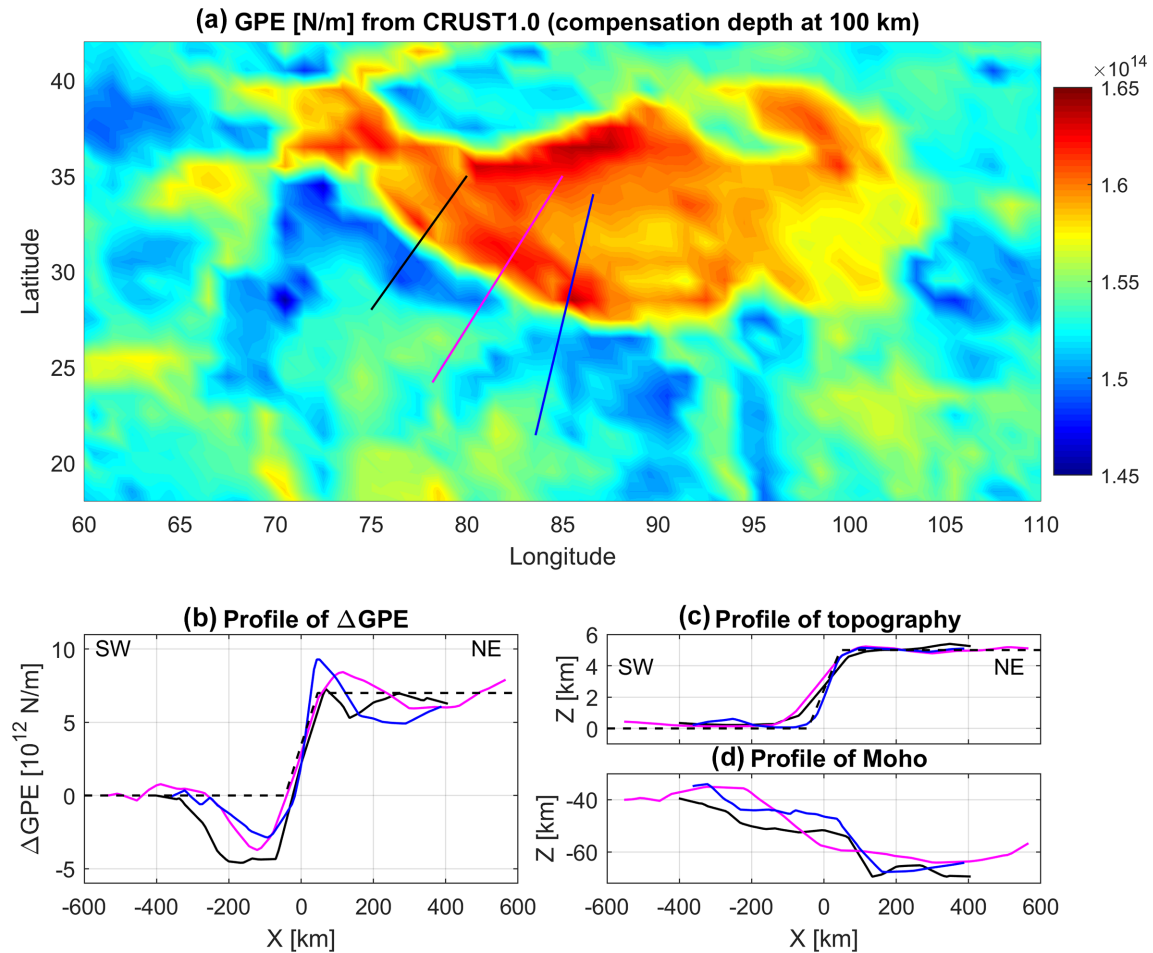 (a) GPE [N/m] from CRUST1.0 (compensation depth at 100 km)
×10¹⁴
40
35
30
25
20
Latitude
60 65 70 75 80 85 90 95 100 105 110
Longitude
1.65
1.6
1.55
1.5
1.45
(b) Profile of ΔGPE
SW NE
10
5
0
-5
ΔGPE [10¹² N/m]
-600 -400 -200 0 200 400 600
X [km]
(c) Profile of topography
SW NE
6
4
2
0
Z [km]
(d) Profile of Moho
-40
-60
Z [km]
-600 -400 -200 0 200 400 600
X [km]